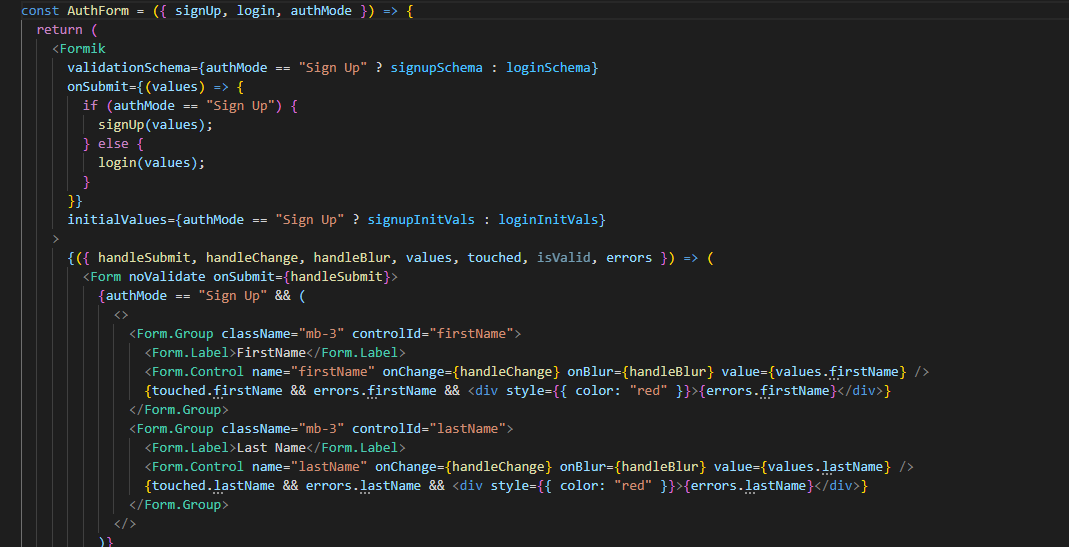 const AuthForm = ({ signUp, login, authMode }) => {
return (
<Formik
validationSchema={authMode == "Sign Up" ? signupSchema : loginSchema}
onSubmit={(values) => {
if (authMode == "Sign Up") {
signUp(values);
} else {
login(values);
}
}}
initialValues={authMode == "Sign Up" ? signupInitVals : loginInitVals}
>
{({ handleSubmit, handleChange, handleBlur, values, touched, isValid, errors }) => (
<Form noValidate onSubmit={handleSubmit}>
{authMode == "Sign Up" && (
<>
<Form.Group className="mb-3" controlId="firstName">
<Form.Label>FirstName</Form.Label>
<Form.Control name="firstName" onChange={handleChange} onBlur={handleBlur} value={values.firstName} />
{touched.firstName && errors.firstName && <div style={{ color: "red" }}>{errors.firstName}</div>}
</Form.Group>
<Form.Group className="mb-3" controlId="lastName">
<Form.Label>Last Name</Form.Label>
<Form.Control name="lastName" onChange={handleChange} onBlur={handleBlur} value={values.lastName} />
{touched.lastName && errors.lastName && <div style={{ color: "red" }}>{errors.lastName}</div>}
</Form.Group>
</>
)}